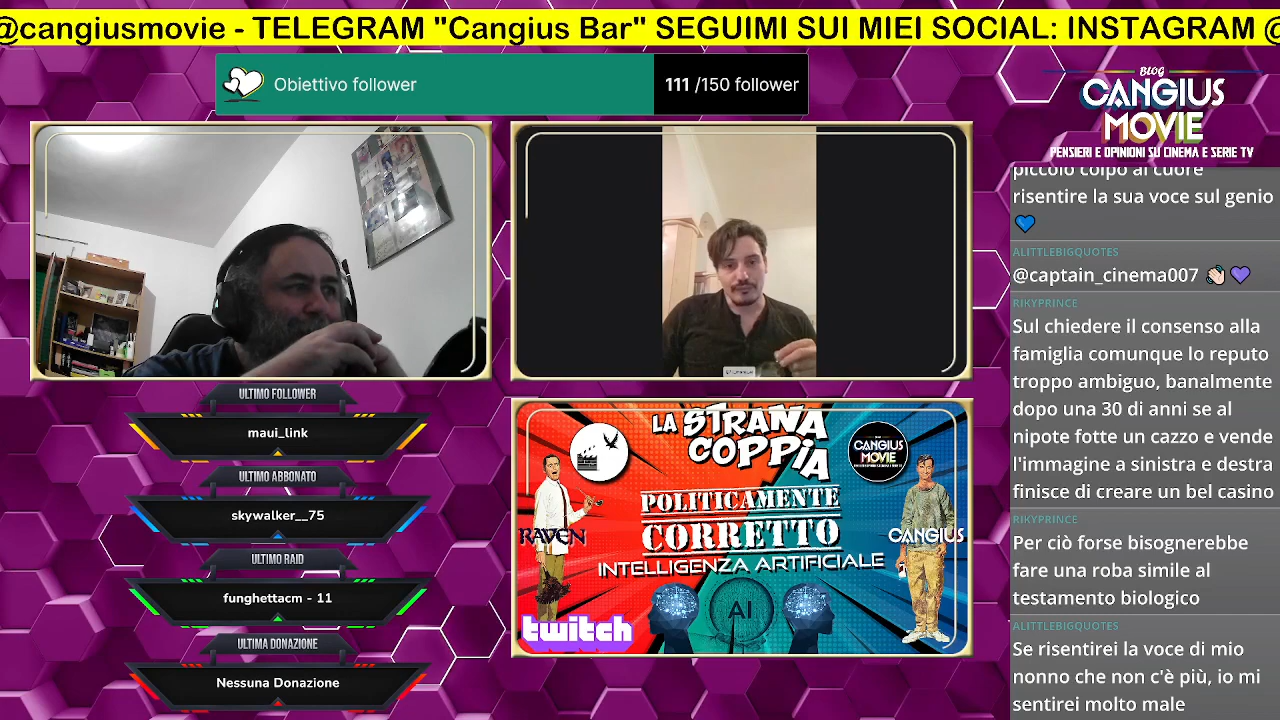 @cangiusmovie - TELEGRAM "Cangius Bar" SEGUIMI SUI MIEI SOCIAL: INSTAGRAM @
Obiettivo follower
111 /150 follower
BLOG
CANGIUS
MOVIE
PENSIERI E OPINIONI SU CINEMA E SERIE TV
piccolo colpo al cuore
risentire la sua voce sul genio
💙
ALITTLEBIGQUOTES
@captain_cinema007 👏🏻💜
RIKYPRINCE
Sul chiedere il consenso alla
famiglia comunque lo reputo
troppo ambiguo, banalmente
dopo una 30 di anni se al
nipote fotte un cazzo e vende
l'immagine a sinistra e destra
finisce di creare un bel casino
RIKYPRINCE
Per ciò forse bisognerebbe
fare una roba simile al
testamento biologico
ALITTLEBIGQUOTES
Se risentirei la voce di mio
nonno che non c'è più, io mi
sentirei molto male
ULTIMO FOLLOWER
maui_link
ULTIMO ABBONATO
skywalker__75
ULTIMO RAID
funghettacm - 11
ULTIMA DONAZIONE
Nessuna Donazione
LA STRANA
COPPIA
CANGIUS
MOVIE
POLITICAMENTE
CORRETTO
INTELLIGENZA ARTIFICIALE
RAVEN
CANGIUS
AI
twitch